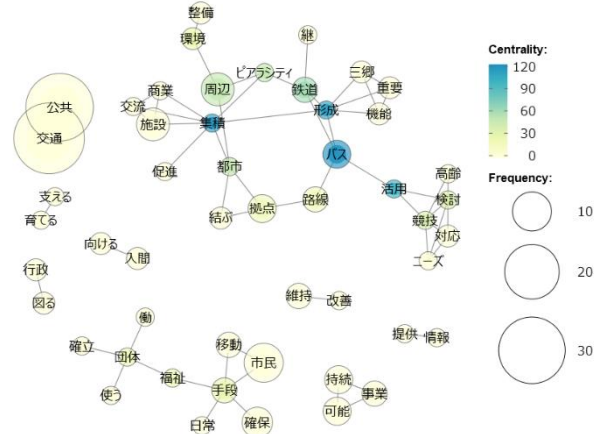 整備
環境
継
Centrality:
ピアラシティ
三郷
周辺
鉄道
重要
120
商業
90
公共
交流
形成
機能
60
施設
集積
30
交通
バス
0
促進
都市
高齢
Frequency:
活用
支える
検討
拠点
路線
10
育てる
結ぶ
競技
対応
向ける
ニーズ
行政
入間
20
図る
維持
改善
働
提供
情報
30
確立
移動
団体
市民
福祉
持続
使う
手段
事業
可能
日常
確保